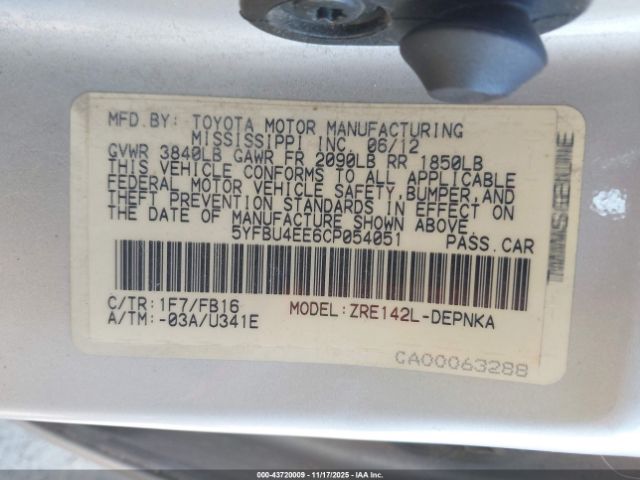 MFD.BY: TOYOTA MOTOR MANUFACTURING
MISSISSIPPI INC. 06/12
GVWR 3840LB GAWR FR 2090LB RR 1850LB
THIS VEHICLE CONFORMS TO ALL APPLICABLE
FEDERAL MOTOR VEHICLE SAFETY,BUMPER,AND
THEFT PREVENTION STANDARDS IN EFFECT ON
THE DATE OF MANUFACTURE SHOWN ABOVE.
5YFBU4EE6CP054051 PASS.CAR
C/TR:1F7/FB16 MODEL:ZRE142L-DEPNKA
A/TM:-03A/U341E
CA00063288
TMMMS/GENUINE
000-43720009 11/17/2025 IAA Inc.